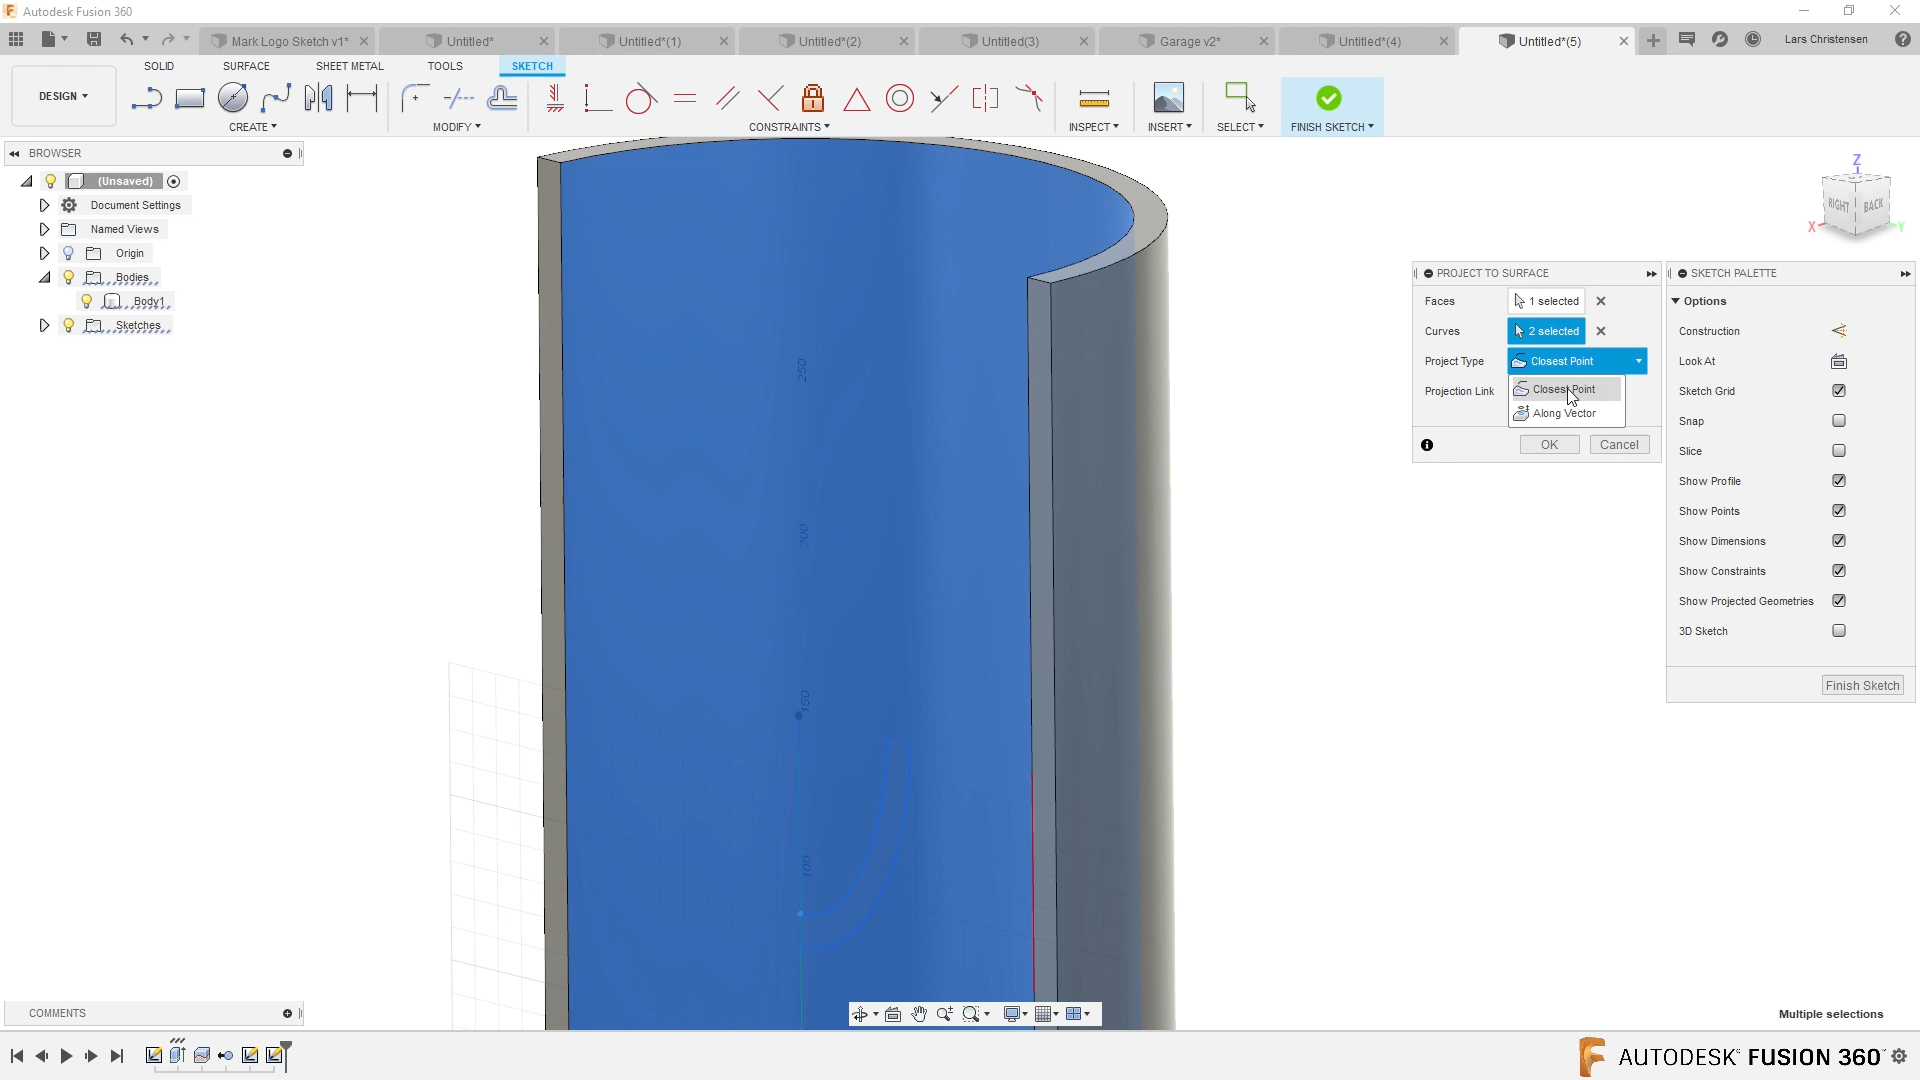 Autodesk Fusion 360
Mark Logo Sketch v1*
Untitled*
Untitled*(1)
Untitled*(2)
Untitled(3)
Garage v2*
Untitled*(4)
Untitled*(5)
Lars Christensen
SOLID
SURFACE
SHEET METAL
TOOLS
SKETCH
DESIGN
CREATE
MODIFY
CONSTRAINTS
INSPECT
INSERT
SELECT
FINISH SKETCH
BROWSER
(Unsaved)
Document Settings
Named Views
Origin
Bodies
Body1
Sketches
250
200
150
100
Z
RIGHT
BACK
X
Y
PROJECT TO SURFACE
Faces
1 selected
Curves
2 selected
Project Type
Closest Point
Projection Link
Closest Point
Along Vector
OK
Cancel
SKETCH PALETTE
Options
Construction
Look At
Sketch Grid
Snap
Slice
Show Profile
Show Points
Show Dimensions
Show Constraints
Show Projected Geometries
3D Sketch
Finish Sketch
COMMENTS
Multiple selections
AUTODESK FUSION 360